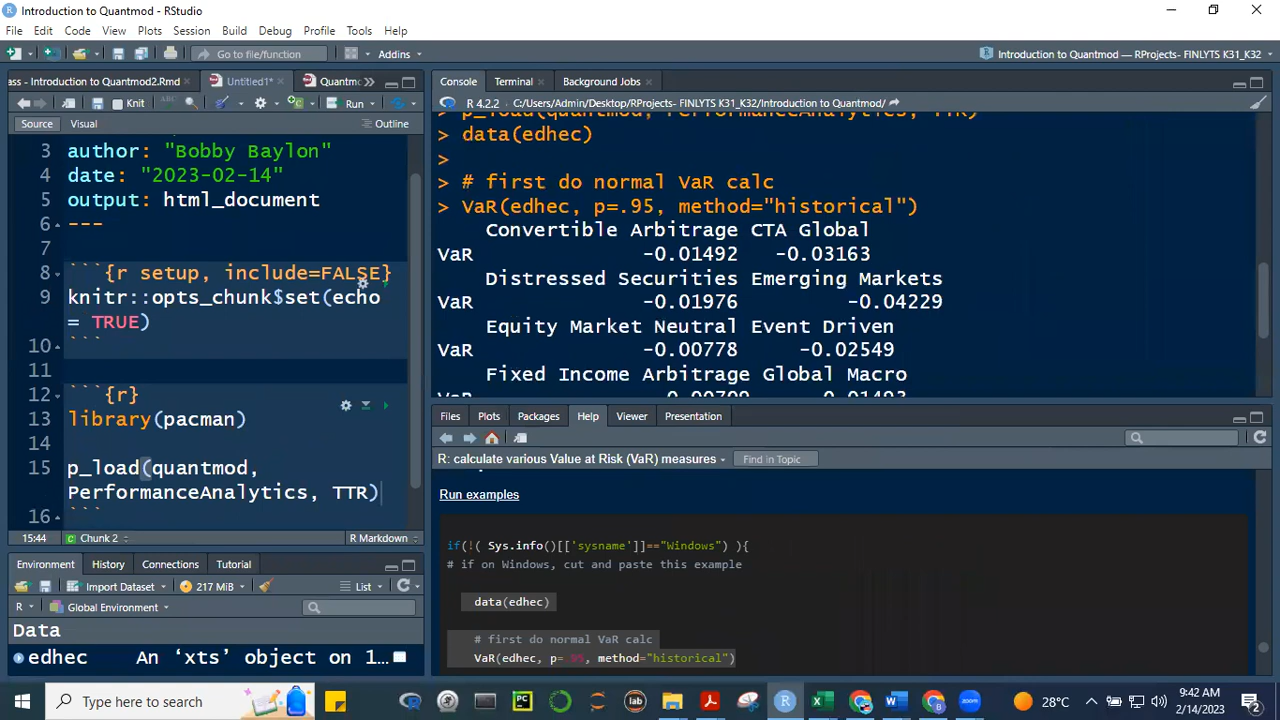 Introduction to Quantmod - RStudio
File Edit Code View Plots Session Build Debug Profile Tools Help
Go to file/function Addins Introduction to Quantmod — RProjects- FINLYTS K31_K32
ass - Introduction to Quantmod2.Rmd Untitled1* Quantmo
Knit Run
Source Visual Outline
3 author: "Bobby Baylon"
4 date: "2023-02-14"
5 output: html_document
6 ---
7
8 ```{r setup, include=FALSE}
9 knitr::opts_chunk$set(echo
= TRUE)
10 ```
11
12 ```{r}
13 library(pacman)
14
15 p_load(quantmod,
PerformanceAnalytics, TTR)
16 ```
15:44 Chunk 2 R Markdown
Environment History Connections Tutorial
Import Dataset 217 MiB List
R Global Environment
Data
edhec An ‘xts’ object on 1...
Console Terminal Background Jobs
R 4.2.2 · C:/Users/Admin/Desktop/RProjects- FINLYTS K31_K32/Introduction to Quantmod/
> p_load(quantmod, PerformanceAnalytics, TTR)
> data(edhec)
>
> # first do normal VaR calc
> VaR(edhec, p=.95, method="historical")
Convertible Arbitrage CTA Global
VaR -0.01492 -0.03163
Distressed Securities Emerging Markets
VaR -0.01976 -0.04229
Equity Market Neutral Event Driven
VaR -0.00778 -0.02549
Fixed Income Arbitrage Global Macro
Files Plots Packages Help Viewer Presentation
R: calculate various Value at Risk (VaR) measures Find in Topic
Run examples
if(!( Sys.info()[['sysname']]=="Windows") ){
# if on Windows, cut and paste this example
data(edhec)
# first do normal VaR calc
VaR(edhec, p=.95, method="historical")
Type here to search
lab
PC
28°C
9:42 AM
2/14/2023
2